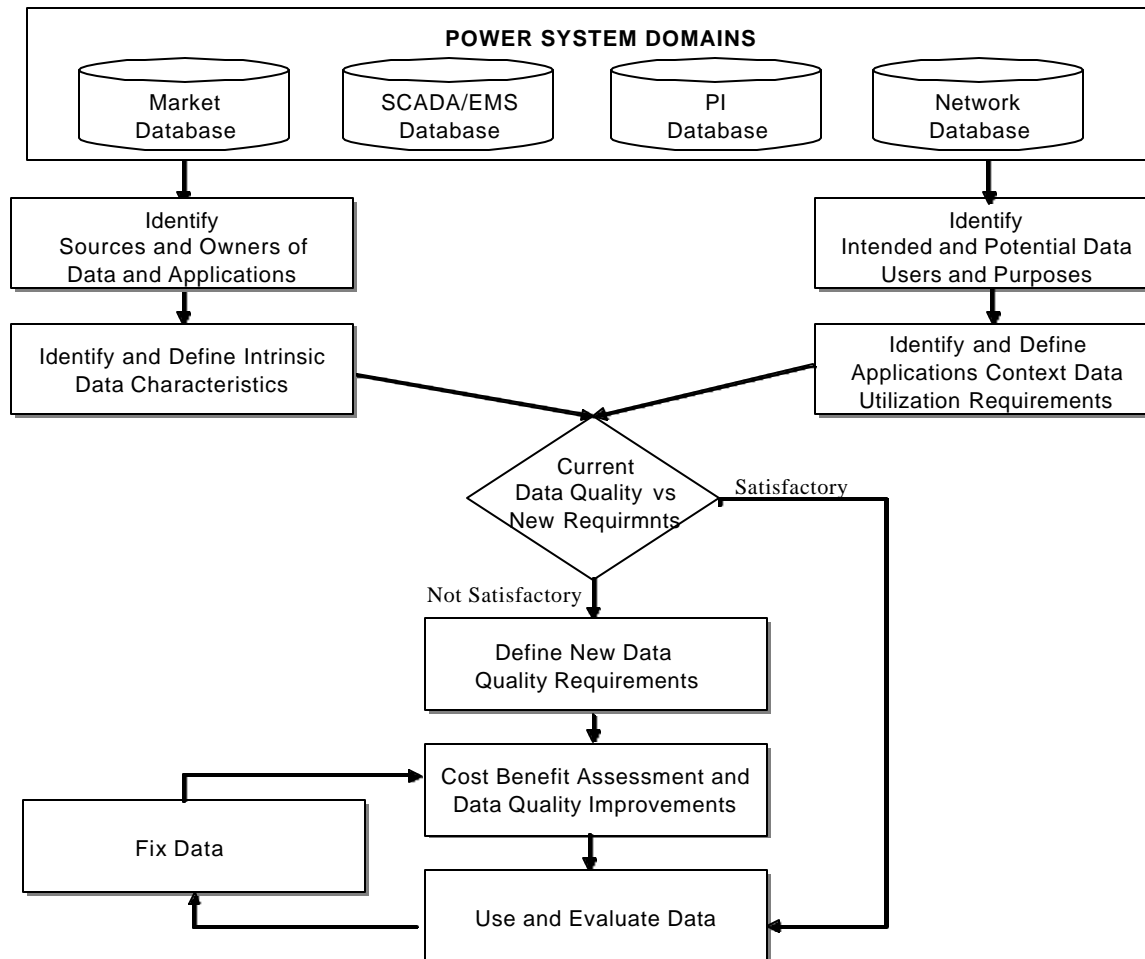 POWER SYSTEM DOMAINS
Market
Database
SCADA/EMS
Database
PI
Database
Network
Database
Identify
Sources and Owners of
Data and Applications
Identify
Intended and Potential Data
Users and Purposes
Identify and Define Intrinsic
Data Characteristics
Identify and Define
Applications Context Data
Utilization Requirements
Current
Data Quality vs
New Requirmnts
Satisfactory
Not Satisfactory
Define New Data
Quality Requirements
Cost Benefit Assessment and
Data Quality Improvements
Fix Data
Use and Evaluate Data